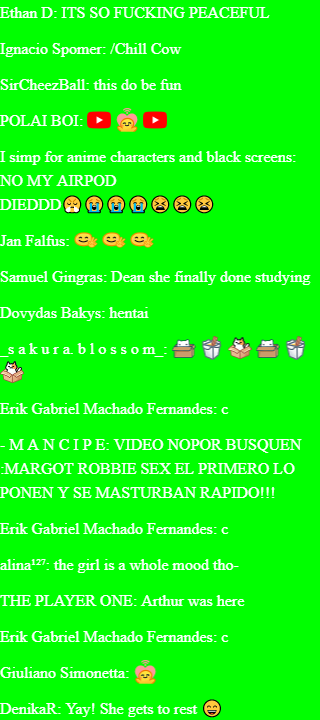 Ethan D: ITS SO FUCKING PEACEFUL
Ignacio Spomer: /Chill Cow
SirCheezBall: this do be fun
POLAI BOI:
I simp for anime characters and black screens:
NO MY AIRPOD
DIEDDD😤😭😭😭😭😫😫😫
Jan Falfus:
Samuel Gingras: Dean she finally done studying
Dovydas Bakys: hentai
_s a k u r a. b l o s s o m_:
Erik Gabriel Machado Fernandes: c
- M A N C I P E: VIDEO NOPOR BUSQUEN
:MARGOT ROBBIE SEX EL PRIMERO LO
PONEN Y SE MASTURBAN RAPIDO!!!
Erik Gabriel Machado Fernandes: c
alina¹²⁷: the girl is a whole mood tho-
THE PLAYER ONE: Arthur was here
Erik Gabriel Machado Fernandes: c
Giuliano Simonetta:
DenikaR: Yay! She gets to rest 😄